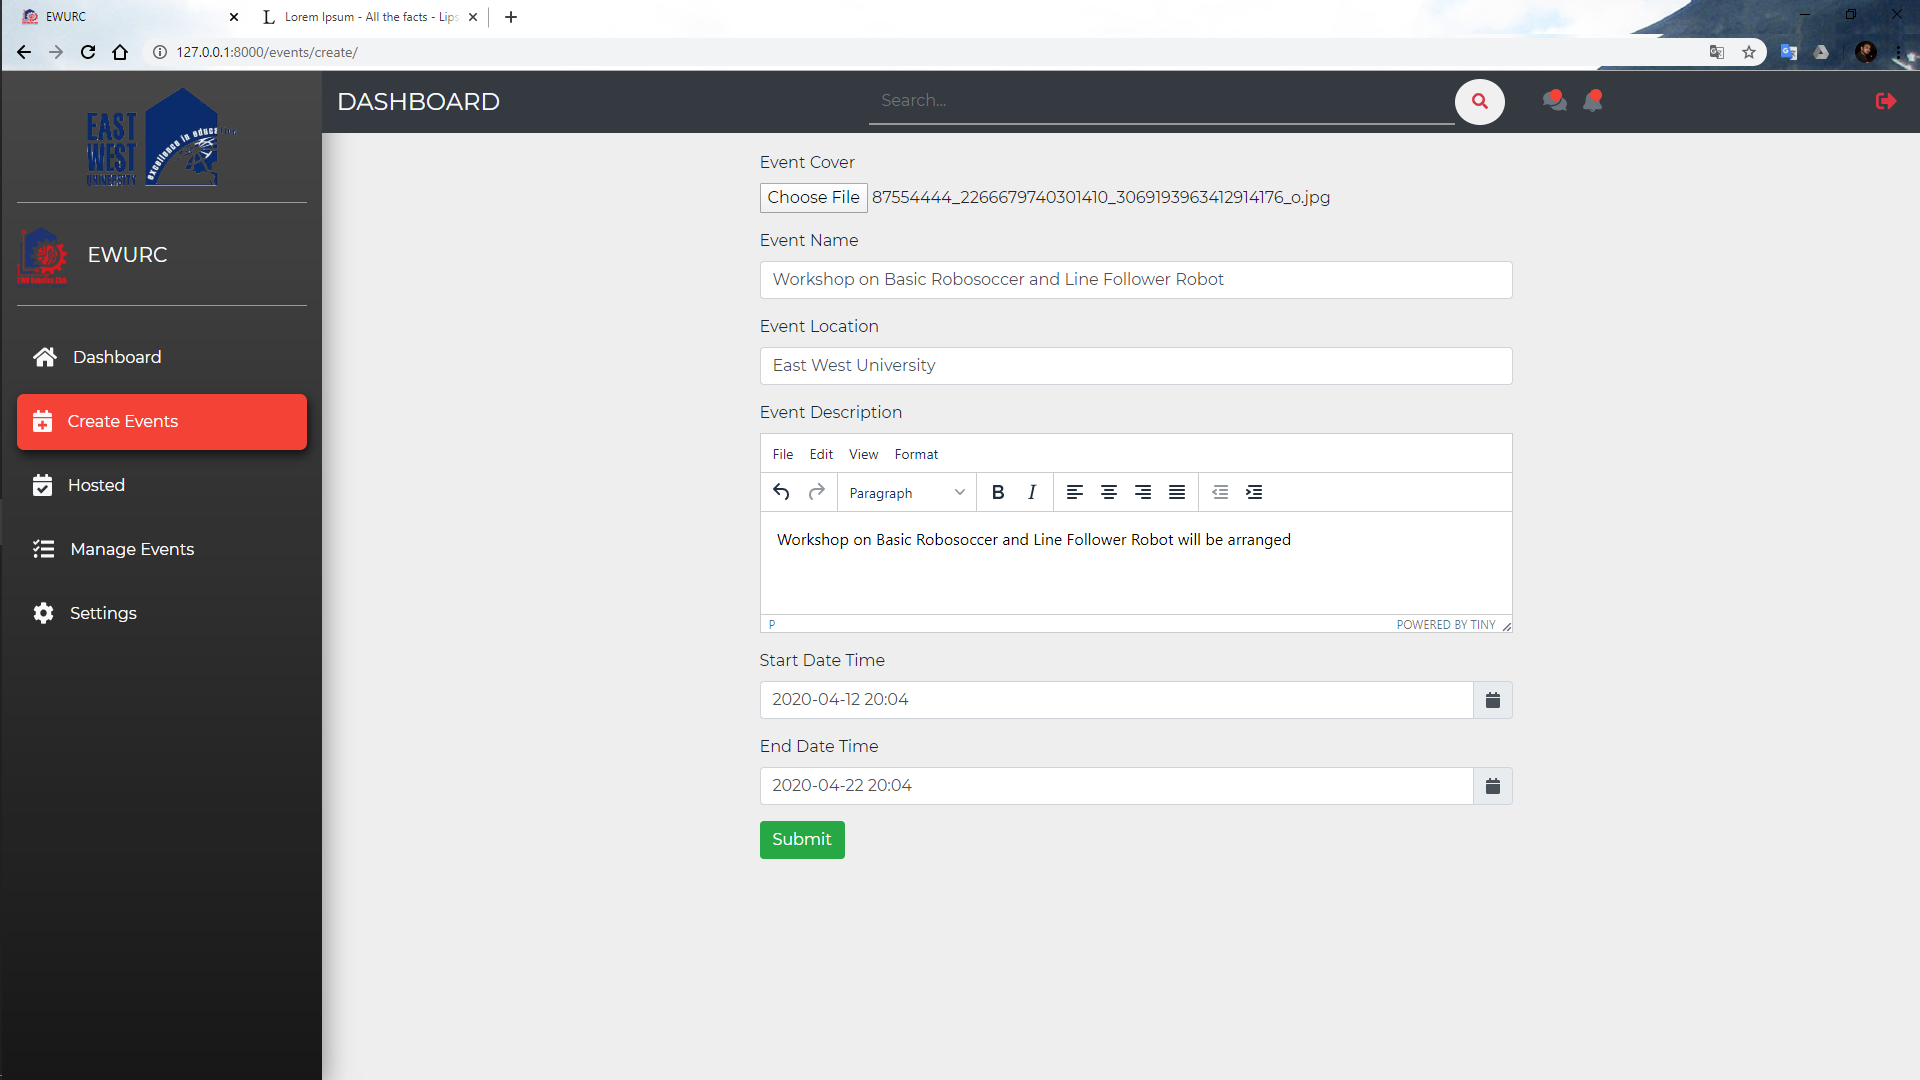 EWURC
Lorem Ipsum - All the facts - Lips
127.0.0.1:8000/events/create/
EAST
WEST
UNIVERSITY
excellence in education
DASHBOARD
Search...
EWURC
Dashboard
Create Events
Hosted
Manage Events
Settings
Event Cover
Choose File 87554444_2266679740301410_3069193963412914176_o.jpg
Event Name
Workshop on Basic Robosoccer and Line Follower Robot
Event Location
East West University
Event Description
File Edit View Format
Paragraph B I
Workshop on Basic Robosoccer and Line Follower Robot will be arranged
P POWERED BY TINY
Start Date Time
2020-04-12 20:04
End Date Time
2020-04-22 20:04
Submit